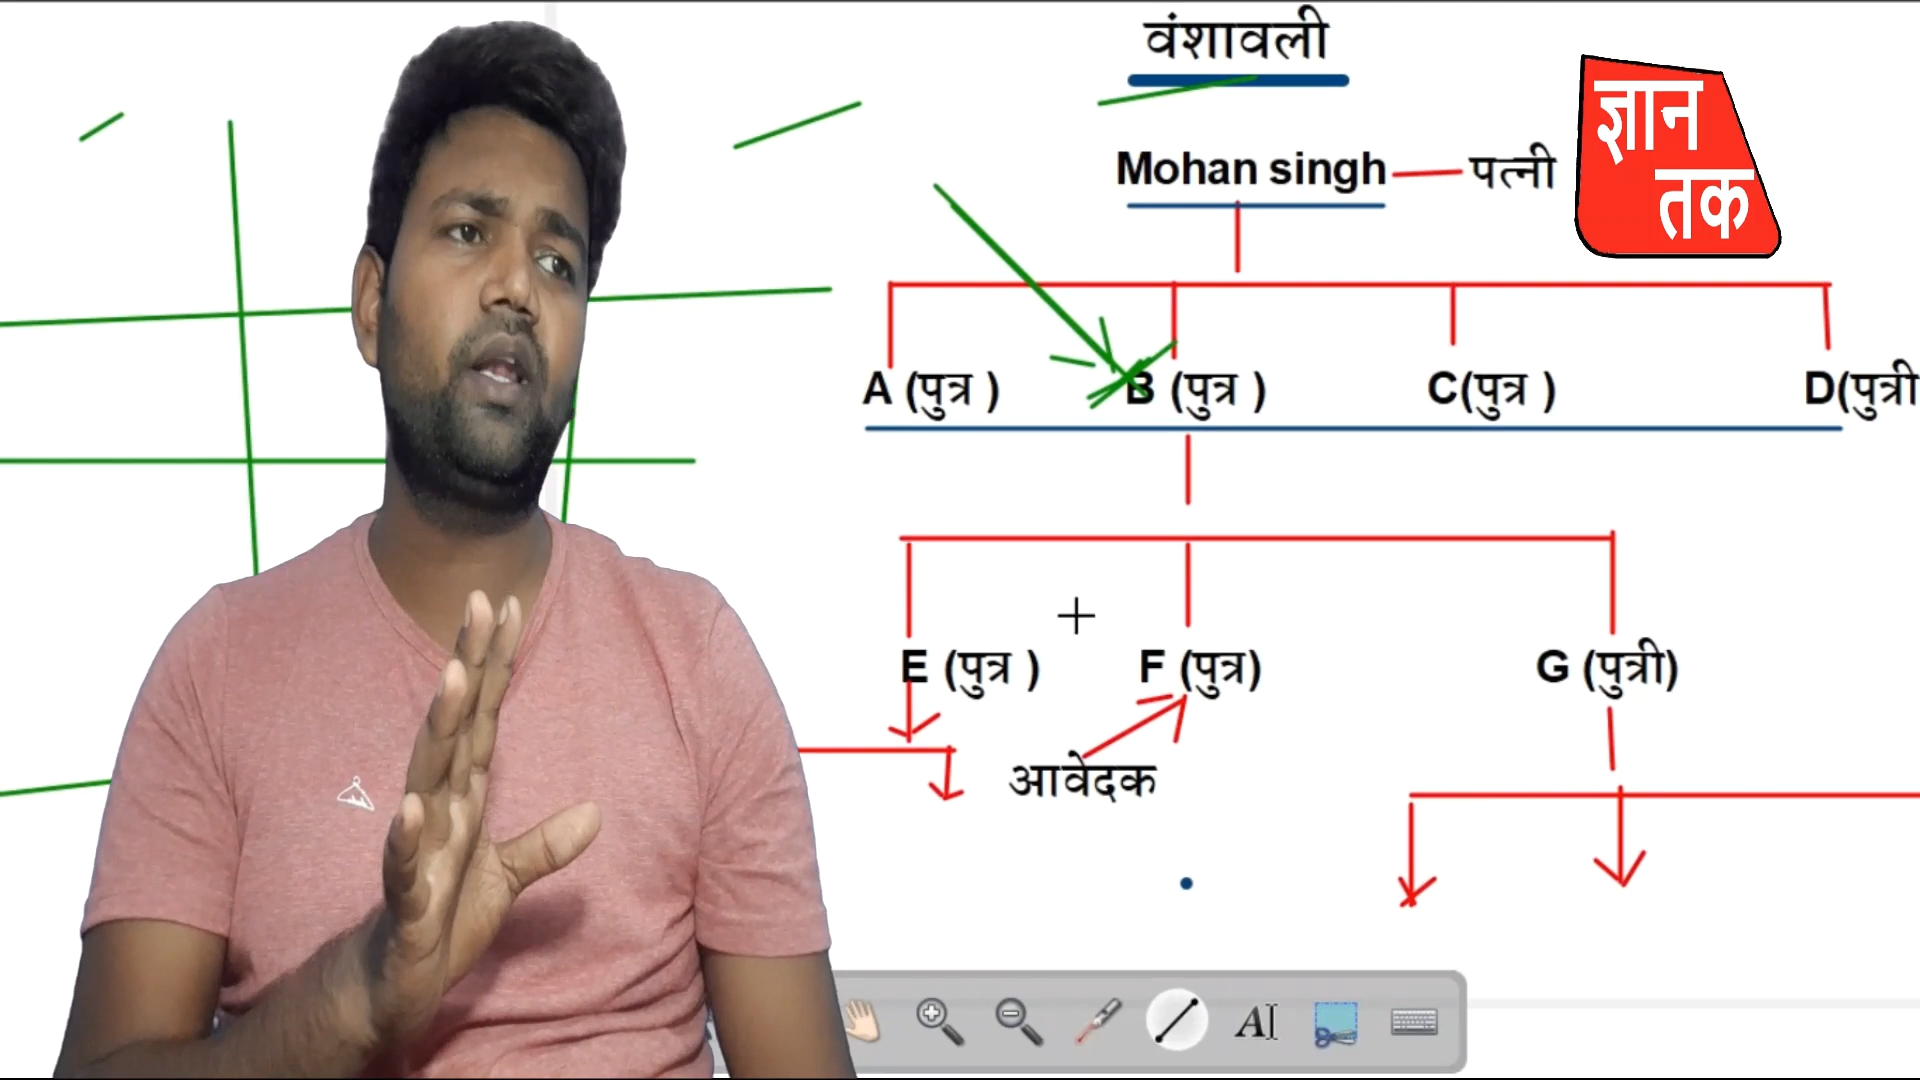 वंशावली
Mohan singh पत्नी
ज्ञान
तक
A (पुत्र ) B (पुत्र ) C(पुत्र ) D(पुत्री
E (पुत्र ) F (पुत्र) G (पुत्री)
आवेदक